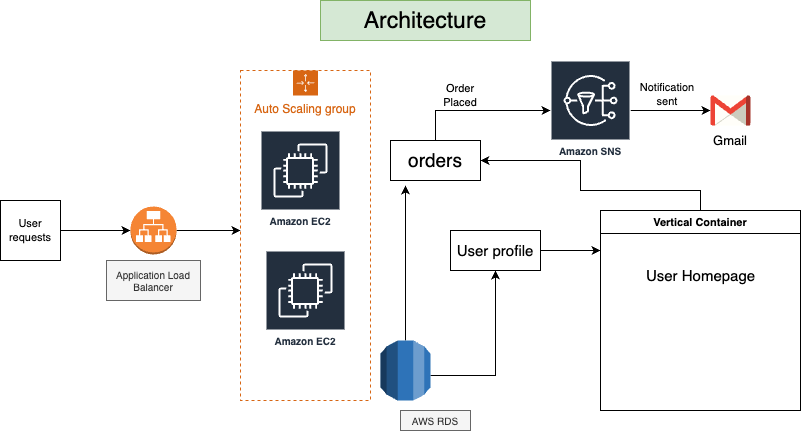 Architecture
Auto Scaling group
Order
Placed
Notification
sent
Gmail
Amazon SNS
orders
Amazon EC2
User
requests
Application Load
Balancer
User profile
Vertical Container
User Homepage
Amazon EC2
AWS RDS